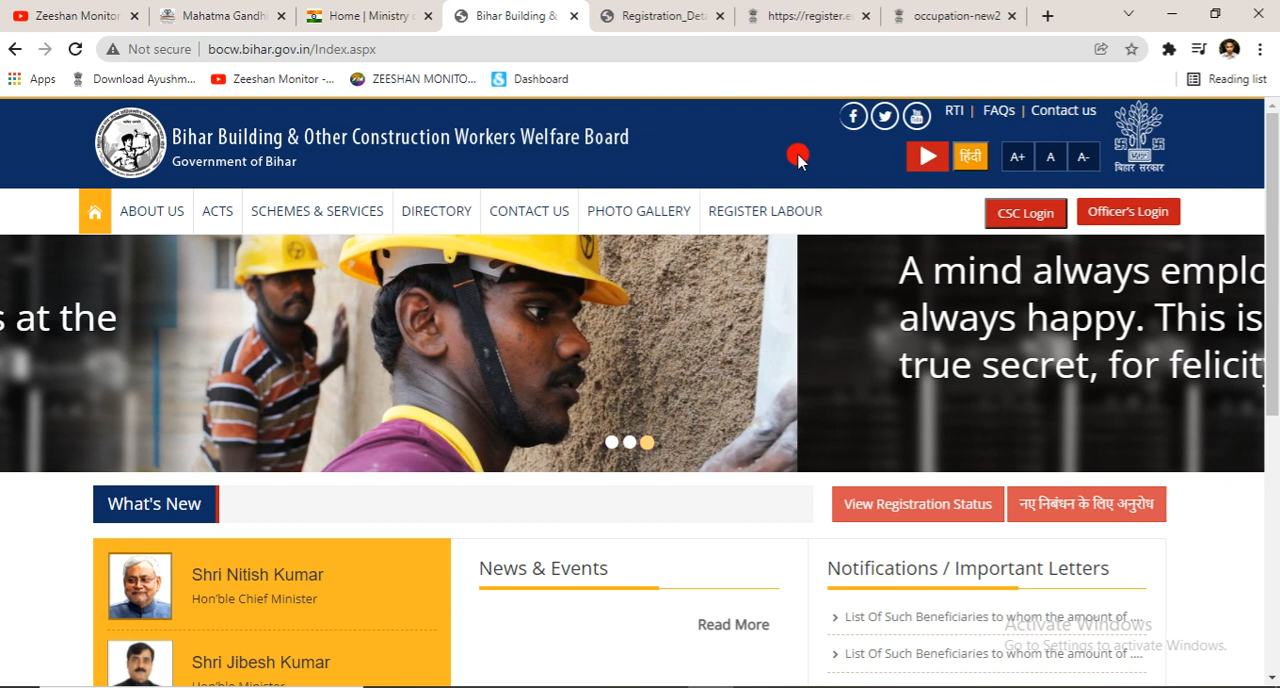 Zeeshan Monitor
Mahatma Gandhi
Home | Ministry
Bihar Building &
Registration_Deta
https://register.e
occupation-new2
Not secure | bocw.bihar.gov.in/Index.aspx
Apps
Download Ayushm...
Zeeshan Monitor -...
ZEESHAN MONITO...
Dashboard
Reading list
Bihar Building & Other Construction Workers Welfare Board
Government of Bihar
RTI | FAQs | Contact us
हिंदी
A+ A A-
बिहार सरकार
ABOUT US
ACTS
SCHEMES & SERVICES
DIRECTORY
CONTACT US
PHOTO GALLERY
REGISTER LABOUR
CSC Login
Officer's Login
s at the
A mind always emplo
always happy. This is
true secret, for felicity
What's New
View Registration Status
नए निबंधन के लिए अनुरोध
Shri Nitish Kumar
Hon'ble Chief Minister
Shri Jibesh Kumar
Hon'ble Minister
News & Events
Read More
Notifications / Important Letters
List Of Such Beneficiaries to whom the amount of ....
List Of Such Beneficiaries to whom the amount of ....
Activate Windows
Go to Settings to activate Windows.